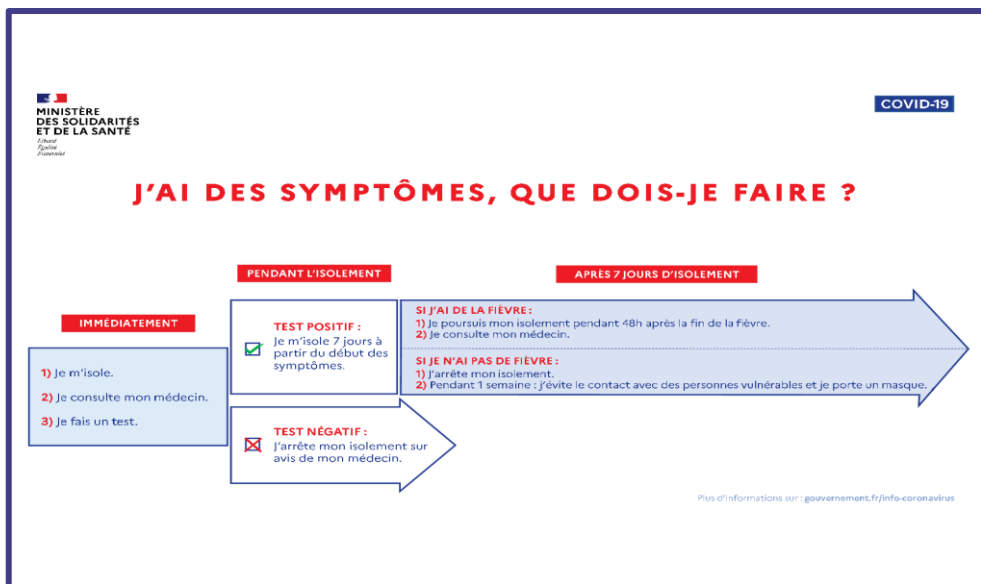 MINISTÈRE
DES SOLIDARITÉS
ET DE LA SANTÉ
Liberté
Égalité
Fraternité
COVID-19
J'AI DES SYMPTÔMES, QUE DOIS-JE FAIRE ?
IMMÉDIATEMENT
1) Je m'isole.
2) Je consulte mon médecin.
3) Je fais un test.
PENDANT L'ISOLEMENT
TEST POSITIF :
Je m'isole 7 jours à
partir du début des
symptômes.
TEST NÉGATIF :
J'arrête mon isolement sur
avis de mon médecin.
APRÈS 7 JOURS D'ISOLEMENT
SI J'AI DE LA FIÈVRE :
1) Je poursuis mon isolement pendant 48h après la fin de la fièvre.
2) Je consulte mon médecin.
SI JE N'AI PAS DE FIÈVRE :
1) J'arrête mon isolement.
2) Pendant 1 semaine : j'évite le contact avec des personnes vulnérables et je porte un masque.
Plus d'informations sur : gouvernement.fr/info-coronavirus